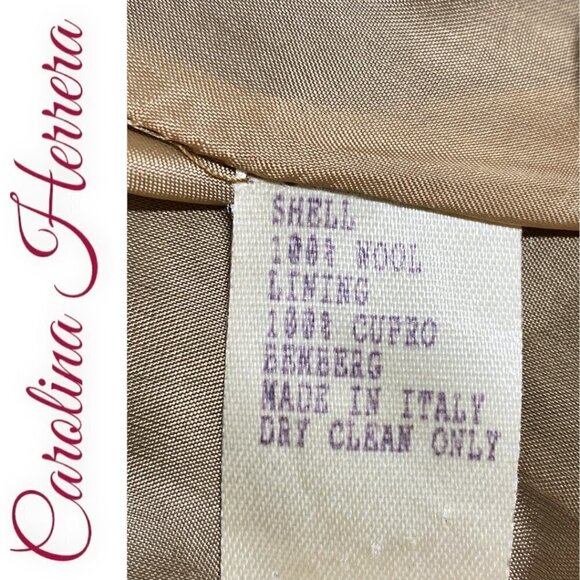 Carolina Herrera
SHELL
100% WOOL
LINING
100% CUPRO
BEMBERG
MADE IN ITALY
DRY CLEAN ONLY